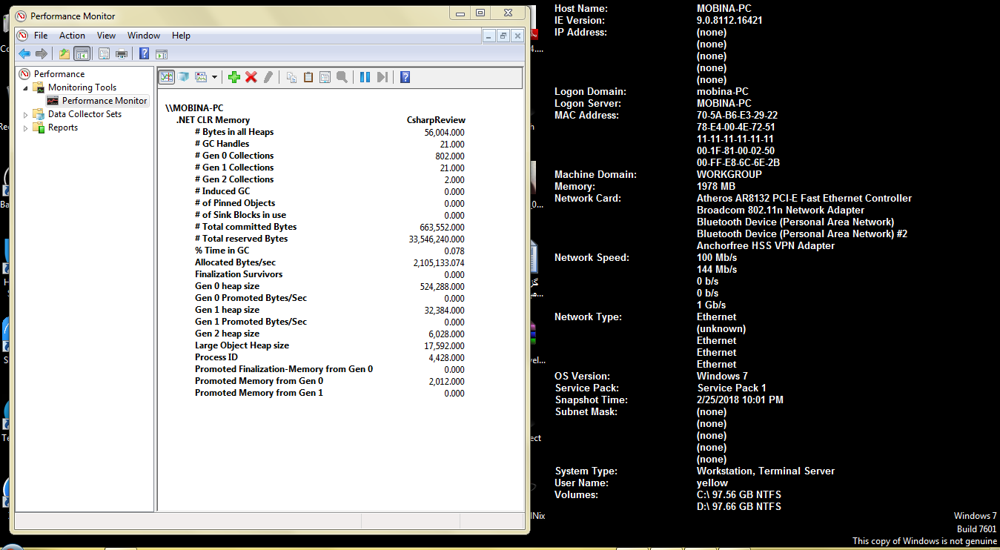 Performance Monitor
File Action View Window Help
Performance
Monitoring Tools
Performance Monitor
Data Collector Sets
Reports
\\MOBINA-PC
.NET CLR Memory CsharpReview
# Bytes in all Heaps 56,004.000
# GC Handles 21.000
# Gen 0 Collections 802.000
# Gen 1 Collections 21.000
# Gen 2 Collections 2.000
# Induced GC 0.000
# of Pinned Objects 0.000
# of Sink Blocks in use 0.000
# Total committed Bytes 663,552.000
# Total reserved Bytes 33,546,240.000
% Time in GC 0.078
Allocated Bytes/sec 2,105,133.074
Finalization Survivors 0.000
Gen 0 heap size 524,288.000
Gen 0 Promoted Bytes/Sec 0.000
Gen 1 heap size 32,384.000
Gen 1 Promoted Bytes/Sec 0.000
Gen 2 heap size 6,028.000
Large Object Heap size 17,592.000
Process ID 4,428.000
Promoted Finalization-Memory from Gen 0 0.000
Promoted Memory from Gen 0 2,012.000
Promoted Memory from Gen 1 0.000
Host Name: MOBINA-PC
IE Version: 9.0.8112.16421
IP Address: (none)
(none)
(none)
(none)
(none)
Logon Domain: mobina-PC
Logon Server: MOBINA-PC
MAC Address: 70-5A-B6-E3-29-22
78-E4-00-4E-72-51
11-11-11-11-11-11
00-1F-81-00-02-50
00-FF-E8-6C-6E-2B
Machine Domain: WORKGROUP
Memory: 1978 MB
Network Card: Atheros AR8132 PCI-E Fast Ethernet Controller
Broadcom 802.11n Network Adapter
Bluetooth Device (Personal Area Network)
Bluetooth Device (Personal Area Network) #2
Anchorfree HSS VPN Adapter
Network Speed: 100 Mb/s
144 Mb/s
0 b/s
0 b/s
1 Gb/s
Network Type: Ethernet
(unknown)
Ethernet
Ethernet
Ethernet
OS Version: Windows 7
Service Pack: Service Pack 1
Snapshot Time: 2/25/2018 10:01 PM
Subnet Mask: (none)
(none)
(none)
(none)
(none)
System Type: Workstation, Terminal Server
User Name: yellow
Volumes: C:\ 97.56 GB NTFS
D:\ 97.66 GB NTFS
Windows 7
Build 7601
This copy of Windows is not genuine